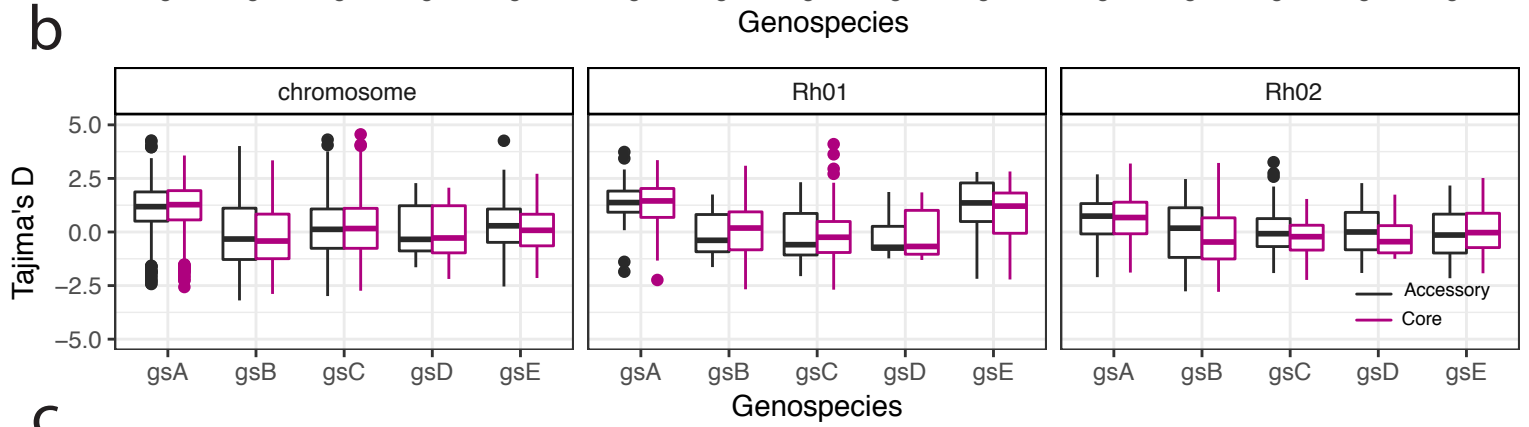 b
Genospecies
chromosome Rh01 Rh02
Tajima's D
5.0
2.5
0.0
−2.5
−5.0
Accessory
Core
gsA gsB gsC gsD gsE gsA gsB gsC gsD gsE gsA gsB gsC gsD gsE
Genospecies
c